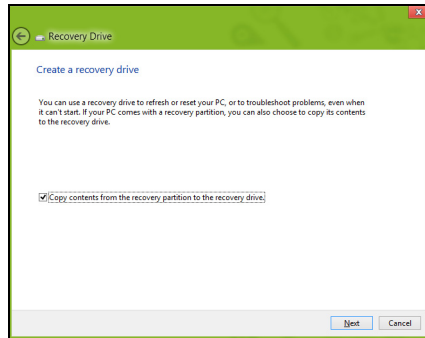 Recovery Drive
Create a recovery drive
You can use a recovery drive to refresh or reset your PC, or to troubleshoot problems, even when
it can't start. If your PC comes with a recovery partition, you can also choose to copy its contents
to the recovery drive.
Copy contents from the recovery partition to the recovery drive.
Next Cancel